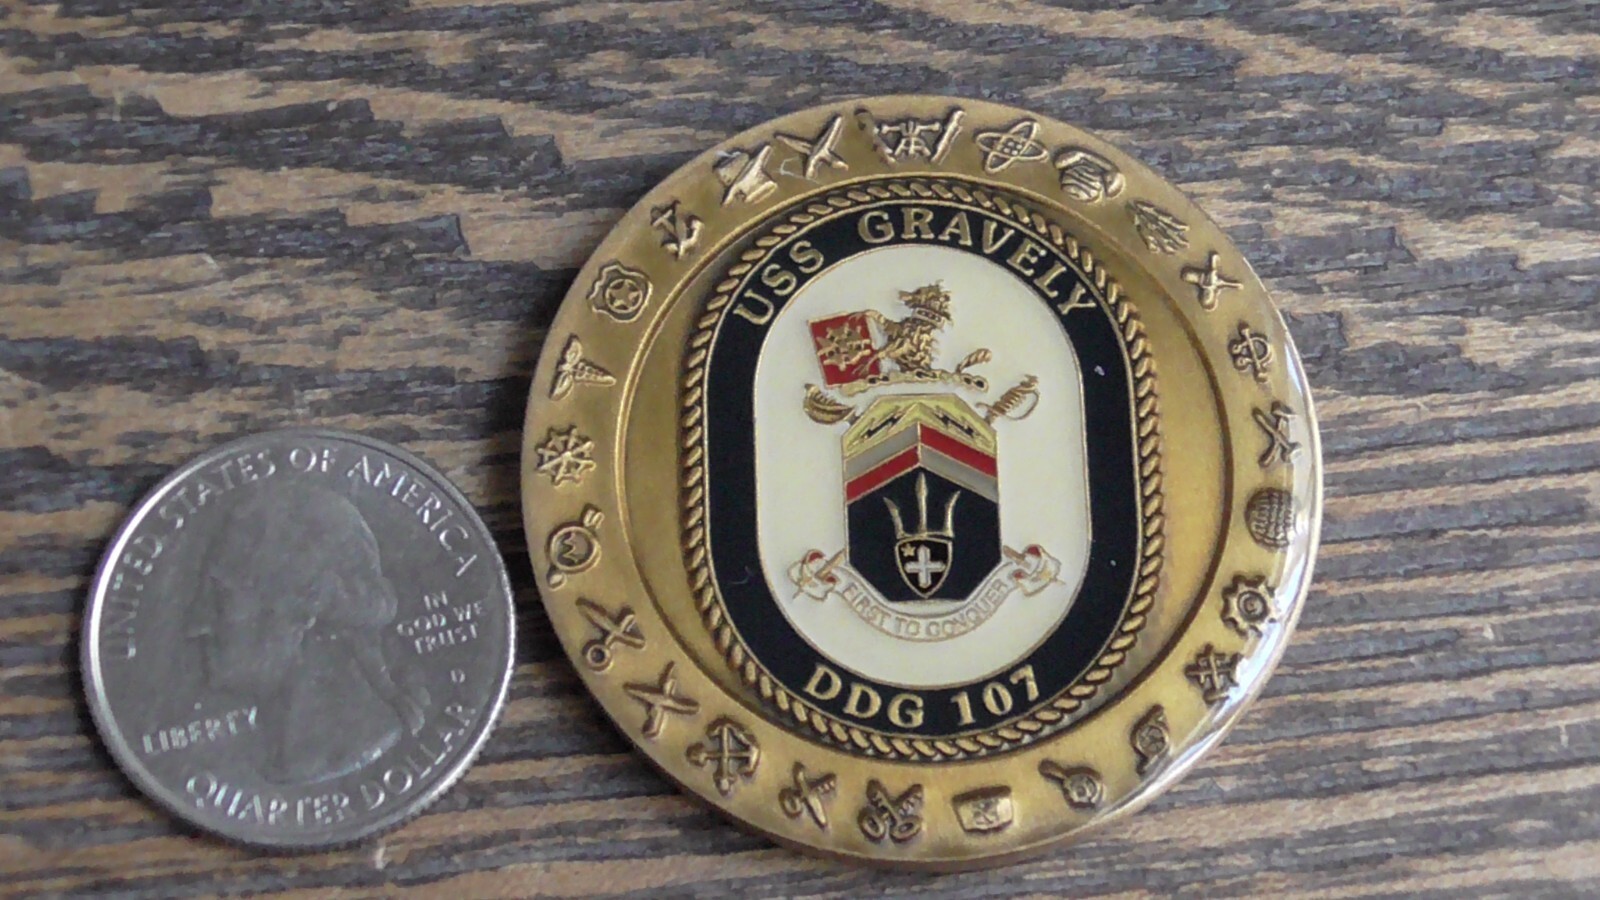 UNITED STATES OF AMERICA
IN
GOD WE
TRUST
LIBERTY
D
QUARTER DOLLAR
USS GRAVELY
FIRST TO CONQUER
DDG 107